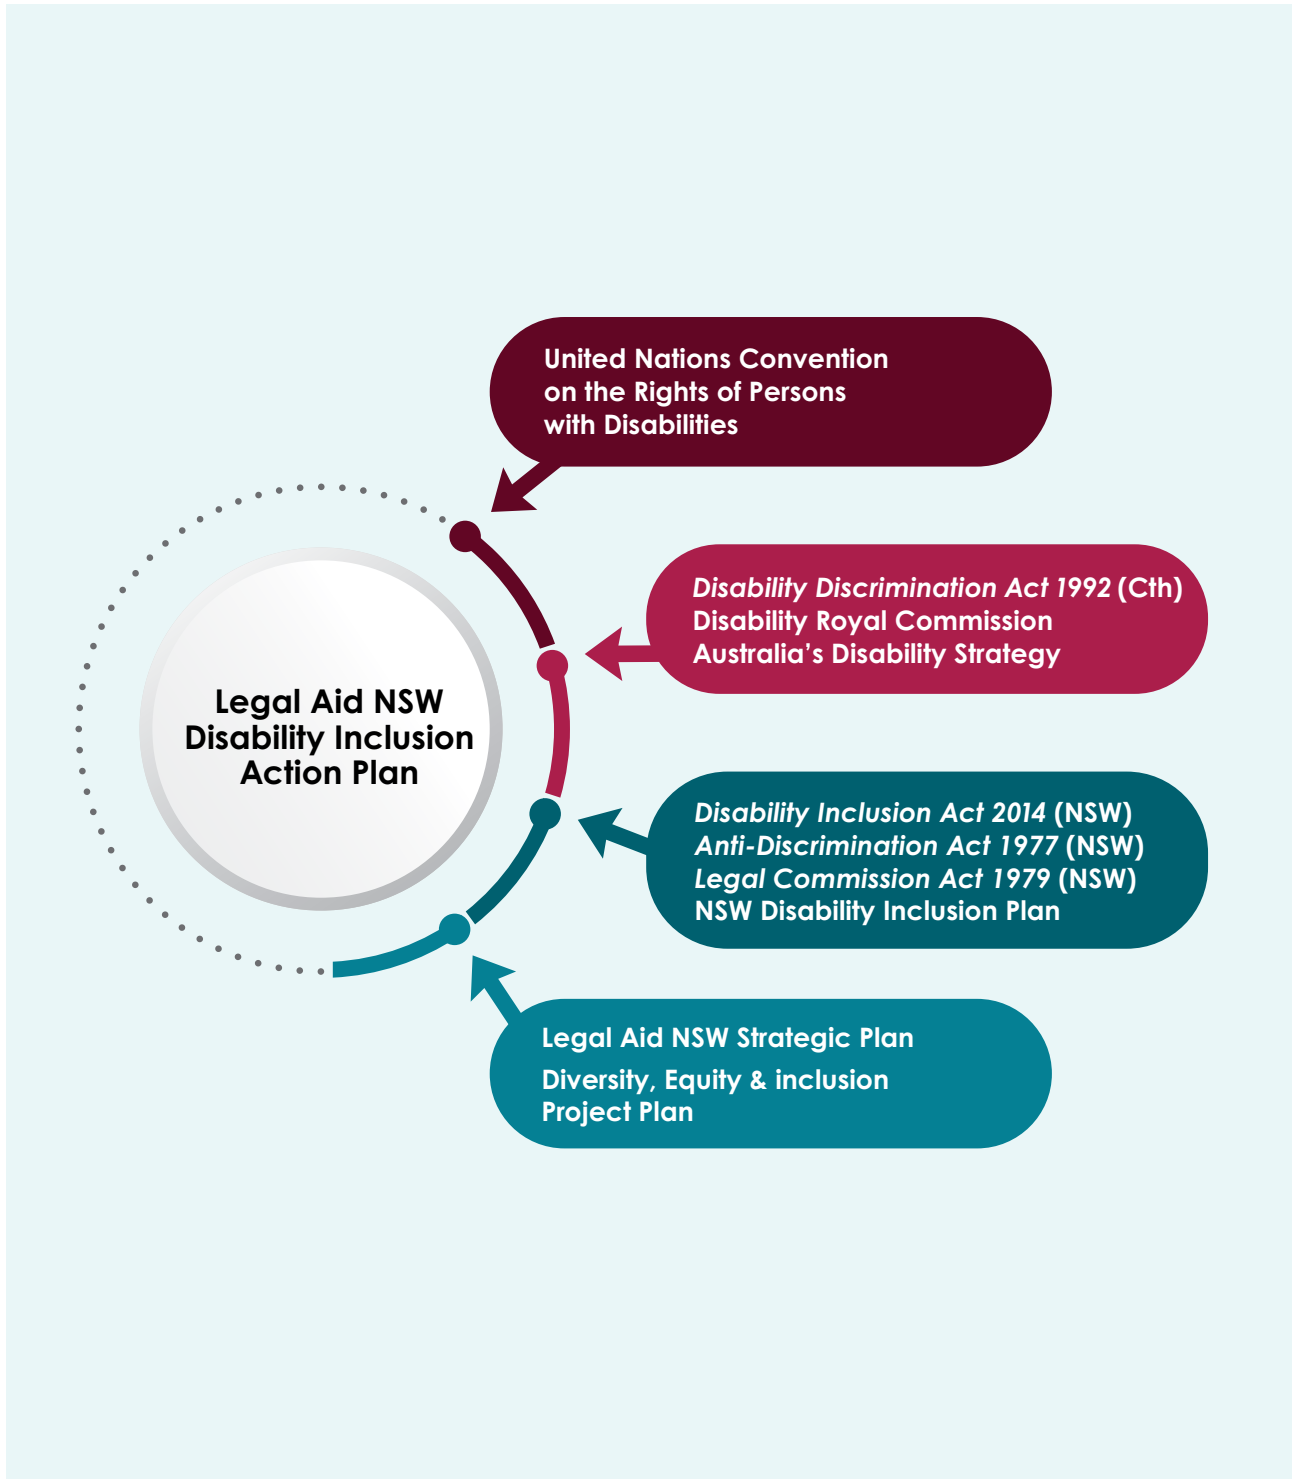 United Nations Convention
on the Rights of Persons
with Disabilities
Disability Discrimination Act 1992 (Cth)
Disability Royal Commission
Australia's Disability Strategy
Legal Aid NSW
Disability Inclusion
Action Plan
Disability Inclusion Act 2014 (NSW)
Anti-Discrimination Act 1977 (NSW)
Legal Commission Act 1979 (NSW)
NSW Disability Inclusion Plan
Legal Aid NSW Strategic Plan
Diversity, Equity & inclusion
Project Plan